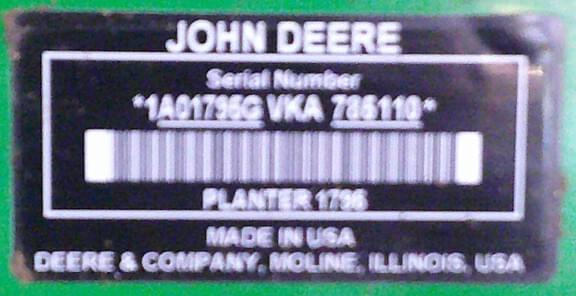 JOHN DEERE
Serial Number
*1A01795G VKA 785110*
PLANTER 1795
MADE IN USA
DEERE & COMPANY, MOLINE, ILLINOIS, USA